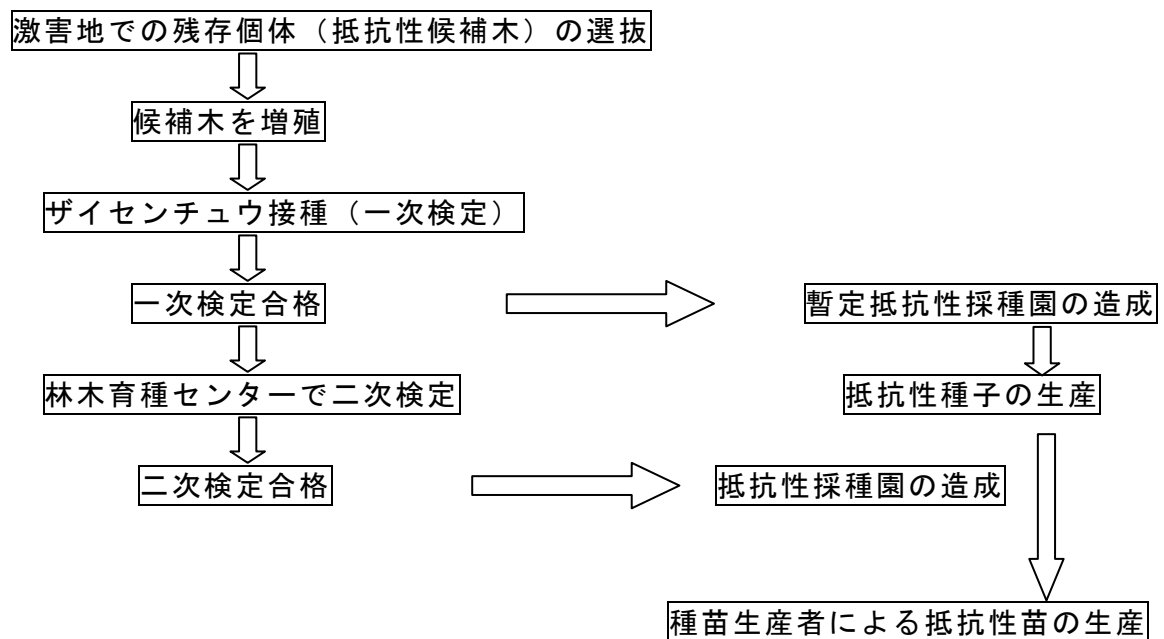 激害地での残存個体（抵抗性候補木）の選抜
候補木を増殖
ザイセンチュウ接種（一次検定）
一次検定合格
暫定抵抗性採種園の造成
林木育種センターで二次検定
抵抗性種子の生産
二次検定合格
抵抗性採種園の造成
種苗生産者による抵抗性苗の生産